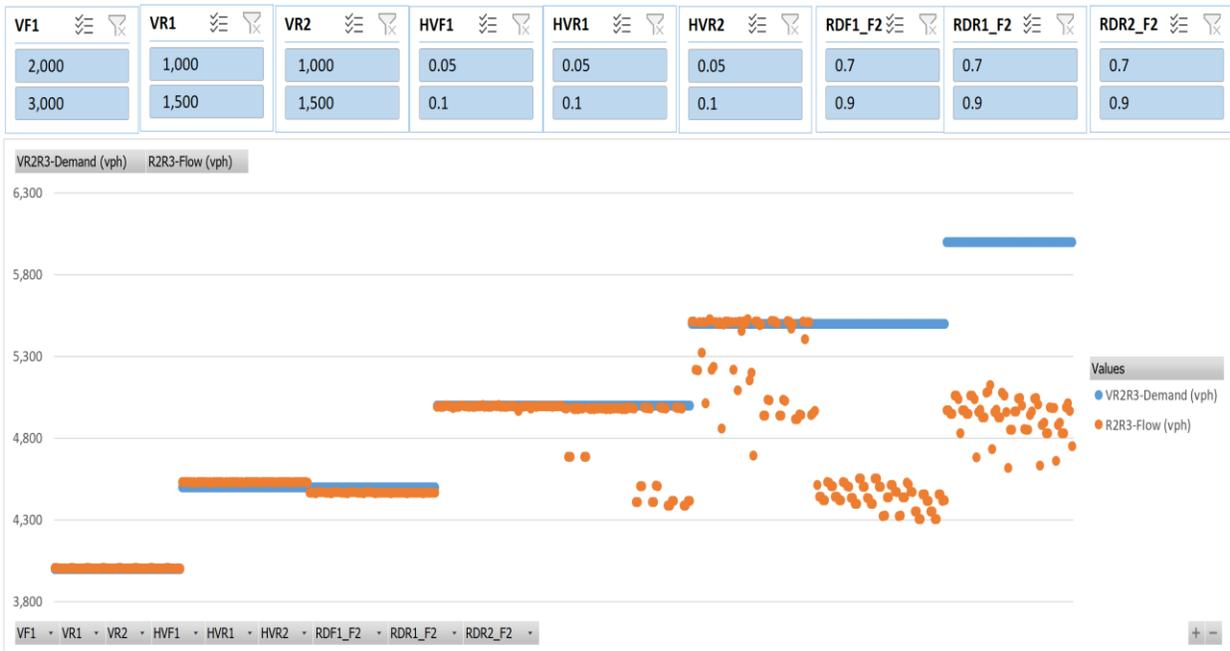 VF1 VR1 VR2 HVF1 HVR1 HVR2 RDF1_F2 RDR1_F2 RDR2_F2
2,000 1,000 1,000 0.05 0.05 0.05 0.7 0.7 0.7
3,000 1,500 1,500 0.1 0.1 0.1 0.9 0.9 0.9
VR2R3-Demand (vph) R2R3-Flow (vph)
6,300
5,800
5,300
4,800
4,300
3,800
Values
VR2R3-Demand (vph)
R2R3-Flow (vph)
VF1 VR1 VR2 HVF1 HVR1 HVR2 RDF1_F2 RDR1_F2 RDR2_F2
+ −